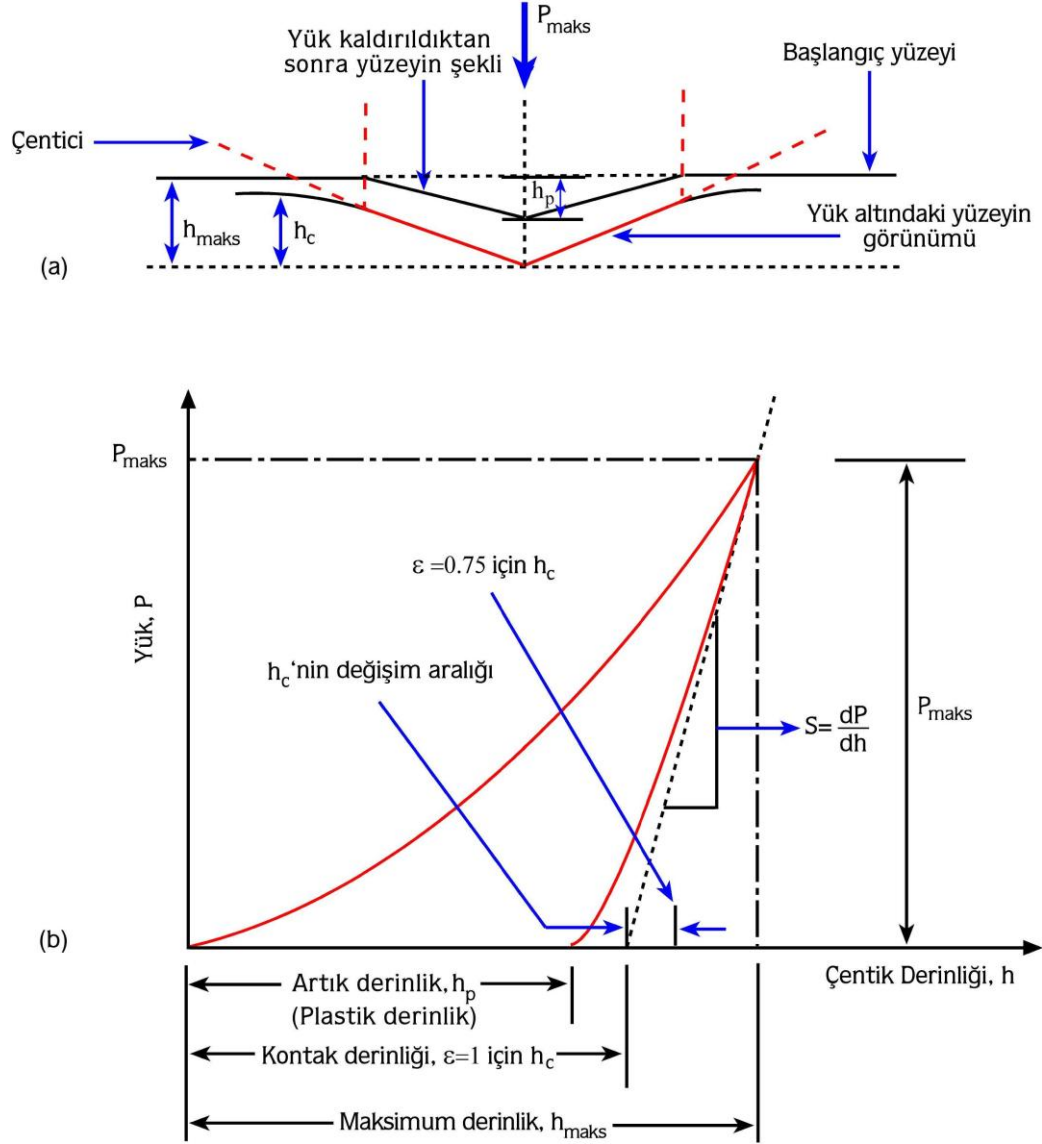 P_maks
Yük kaldırıldıktan
sonra yüzeyin şekli
Başlangıç yüzeyi
Çentici
h_p
h_maks
h_c
Yük altındaki yüzeyin
görünümü
(a)
P_maks
ε =0.75 için h_c
Yük, P
h_c'nin değişim aralığı
S= dP/dh
P_maks
(b)
Çentik Derinliği, h
Artık derinlik, h_p
(Plastik derinlik)
Kontak derinliği, ε=1 için h_c
Maksimum derinlik, h_maks